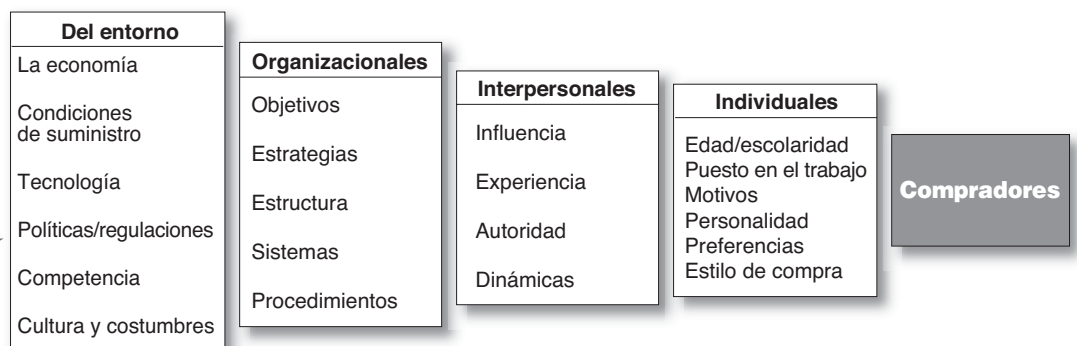 Del entorno
La economía
Condiciones
de suministro
Tecnología
Políticas/regulaciones
Competencia
Cultura y costumbres
Organizacionales
Objetivos
Estrategias
Estructura
Sistemas
Procedimientos
Interpersonales
Influencia
Experiencia
Autoridad
Dinámicas
Individuales
Edad/escolaridad
Puesto en el trabajo
Motivos
Personalidad
Preferencias
Estilo de compra
Compradores